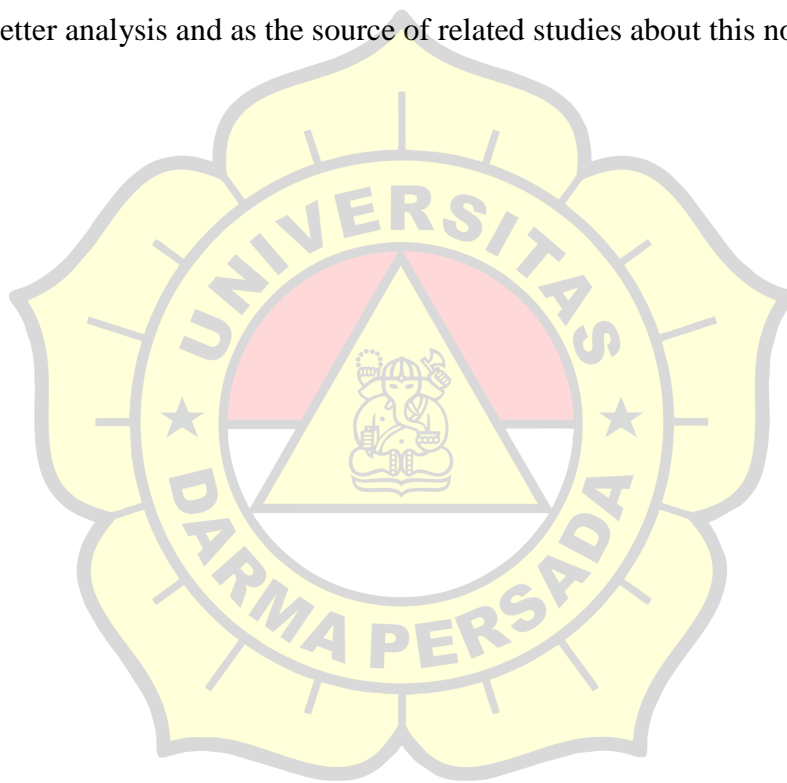 etter analysis and as the source of related studies about this no
UNIVERSITAS
DARMA PERSADA